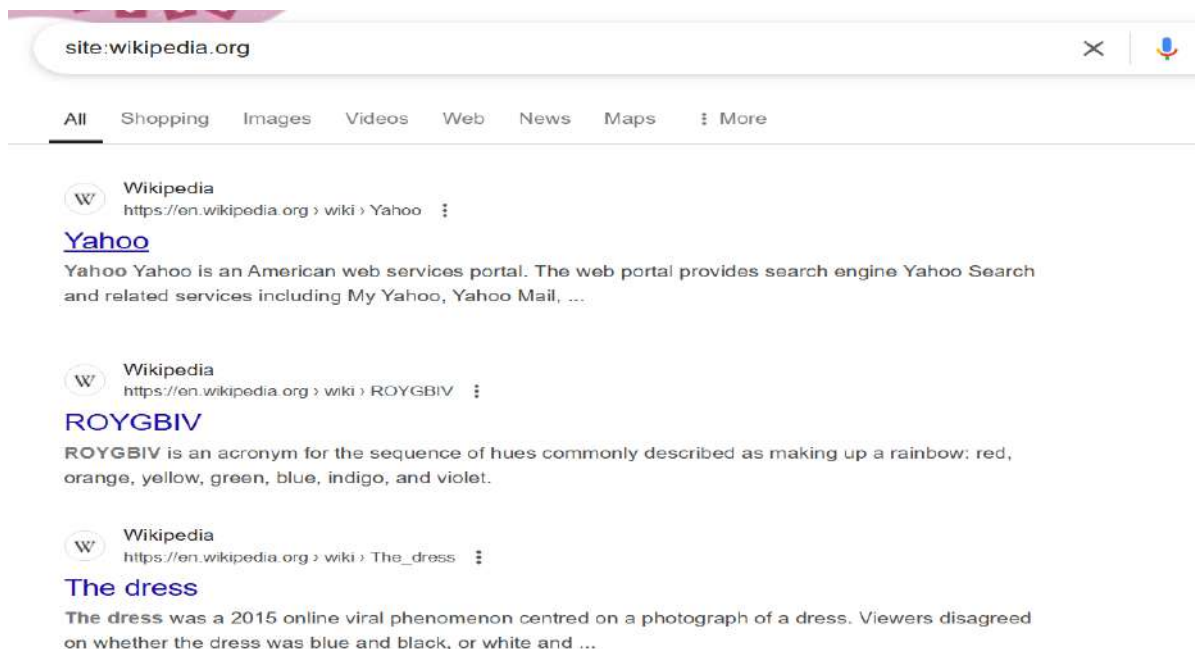 site:wikipedia.org
All Shopping Images Videos Web News Maps More
Wikipedia
https://en.wikipedia.org › wiki › Yahoo
Yahoo
Yahoo Yahoo is an American web services portal. The web portal provides search engine Yahoo Search
and related services including My Yahoo, Yahoo Mail, ...
Wikipedia
https://en.wikipedia.org › wiki › ROYGBIV
ROYGBIV
ROYGBIV is an acronym for the sequence of hues commonly described as making up a rainbow: red,
orange, yellow, green, blue, indigo, and violet.
Wikipedia
https://en.wikipedia.org › wiki › The_dress
The dress
The dress was a 2015 online viral phenomenon centred on a photograph of a dress. Viewers disagreed
on whether the dress was blue and black, or white and ...